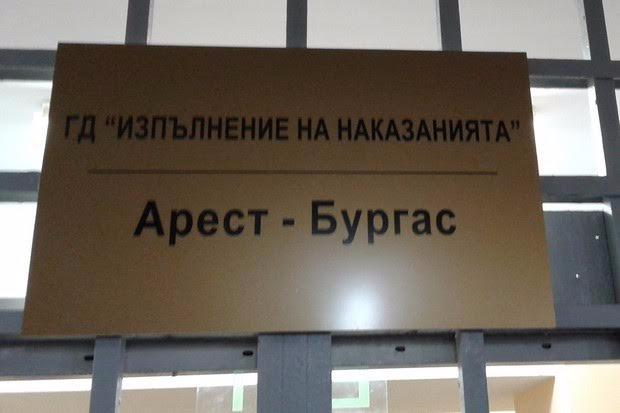 ГД "ИЗПЪЛНЕНИЕ НА НАКАЗАНИЯТА"
Арест - Бургас